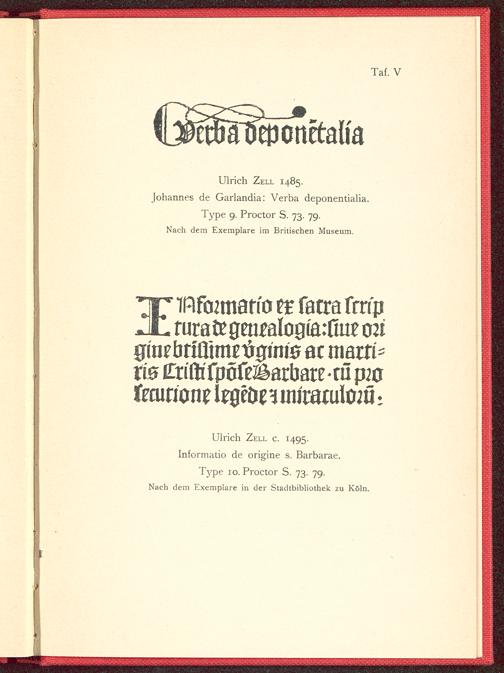 Taf. V
Verba deponētalia
Ulrich Zell 1485.
Johannes de Garlandia: Verba deponentialia.
Type 9. Proctor S. 73. 79.
Nach dem Exemplare im Britischen Museum.
INformatio ex sacra scrip
tura de genealogia: siue ori
gine btissime v̄ginis ac marti=
ris Cristi spōse Barbare · cū pro
secutione legēde ⁊ miraculorū:
Ulrich Zell c. 1495.
Informatio de origine s. Barbarae.
Type 10. Proctor S. 73. 79.
Nach dem Exemplare in der Stadtbibliothek zu Köln.